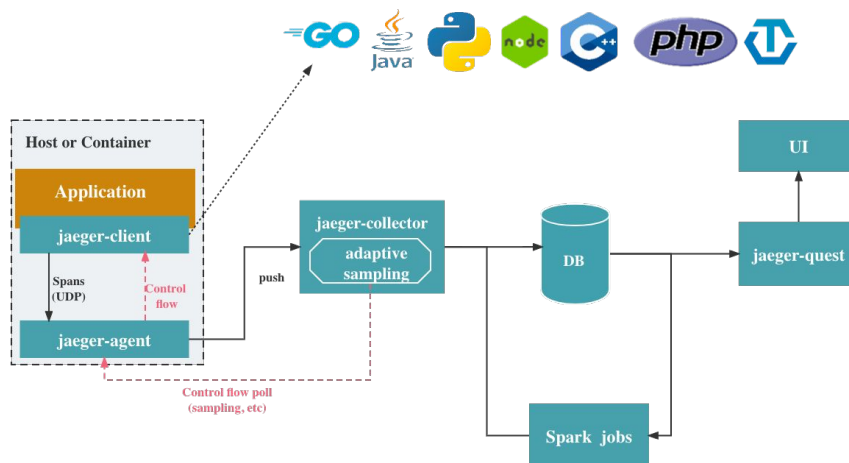 GO
Java
node
C++
php
Host or Container
Application
jaeger-client
Spans
(UDP)
Control
flow
jaeger-agent
push
jaeger-collector
adaptive
sampling
Control flow poll
(sampling, etc)
DB
Spark jobs
UI
jaeger-quest